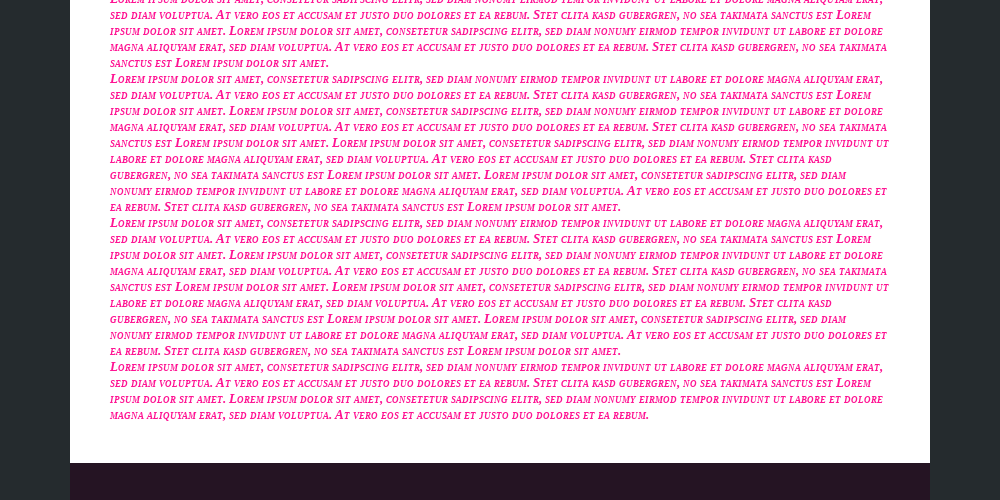 Lorem ipsum dolor sit amet, consetetur sadipscing elitr, sed diam nonumy eirmod tempor invidunt ut labore et dolore magna aliquyam erat,
sed diam voluptua. At vero eos et accusam et justo duo dolores et ea rebum. Stet clita kasd gubergren, no sea takimata sanctus est Lorem
ipsum dolor sit amet. Lorem ipsum dolor sit amet, consetetur sadipscing elitr, sed diam nonumy eirmod tempor invidunt ut labore et dolore
magna aliquyam erat, sed diam voluptua. At vero eos et accusam et justo duo dolores et ea rebum. Stet clita kasd gubergren, no sea takimata
sanctus est Lorem ipsum dolor sit amet.
Lorem ipsum dolor sit amet, consetetur sadipscing elitr, sed diam nonumy eirmod tempor invidunt ut labore et dolore magna aliquyam erat,
sed diam voluptua. At vero eos et accusam et justo duo dolores et ea rebum. Stet clita kasd gubergren, no sea takimata sanctus est Lorem
ipsum dolor sit amet. Lorem ipsum dolor sit amet, consetetur sadipscing elitr, sed diam nonumy eirmod tempor invidunt ut labore et dolore
magna aliquyam erat, sed diam voluptua. At vero eos et accusam et justo duo dolores et ea rebum. Stet clita kasd gubergren, no sea takimata
sanctus est Lorem ipsum dolor sit amet. Lorem ipsum dolor sit amet, consetetur sadipscing elitr, sed diam nonumy eirmod tempor invidunt ut
labore et dolore magna aliquyam erat, sed diam voluptua. At vero eos et accusam et justo duo dolores et ea rebum. Stet clita kasd
gubergren, no sea takimata sanctus est Lorem ipsum dolor sit amet. Lorem ipsum dolor sit amet, consetetur sadipscing elitr, sed diam
nonumy eirmod tempor invidunt ut labore et dolore magna aliquyam erat, sed diam voluptua. At vero eos et accusam et justo duo dolores et
ea rebum. Stet clita kasd gubergren, no sea takimata sanctus est Lorem ipsum dolor sit amet.
Lorem ipsum dolor sit amet, consetetur sadipscing elitr, sed diam nonumy eirmod tempor invidunt ut labore et dolore magna aliquyam erat,
sed diam voluptua. At vero eos et accusam et justo duo dolores et ea rebum. Stet clita kasd gubergren, no sea takimata sanctus est Lorem
ipsum dolor sit amet. Lorem ipsum dolor sit amet, consetetur sadipscing elitr, sed diam nonumy eirmod tempor invidunt ut labore et dolore
magna aliquyam erat, sed diam voluptua. At vero eos et accusam et justo duo dolores et ea rebum. Stet clita kasd gubergren, no sea takimata
sanctus est Lorem ipsum dolor sit amet. Lorem ipsum dolor sit amet, consetetur sadipscing elitr, sed diam nonumy eirmod tempor invidunt ut
labore et dolore magna aliquyam erat, sed diam voluptua. At vero eos et accusam et justo duo dolores et ea rebum. Stet clita kasd
gubergren, no sea takimata sanctus est Lorem ipsum dolor sit amet. Lorem ipsum dolor sit amet, consetetur sadipscing elitr, sed diam
nonumy eirmod tempor invidunt ut labore et dolore magna aliquyam erat, sed diam voluptua. At vero eos et accusam et justo duo dolores et
ea rebum. Stet clita kasd gubergren, no sea takimata sanctus est Lorem ipsum dolor sit amet.
Lorem ipsum dolor sit amet, consetetur sadipscing elitr, sed diam nonumy eirmod tempor invidunt ut labore et dolore magna aliquyam erat,
sed diam voluptua. At vero eos et accusam et justo duo dolores et ea rebum. Stet clita kasd gubergren, no sea takimata sanctus est Lorem
ipsum dolor sit amet. Lorem ipsum dolor sit amet, consetetur sadipscing elitr, sed diam nonumy eirmod tempor invidunt ut labore et dolore
magna aliquyam erat, sed diam voluptua. At vero eos et accusam et justo duo dolores et ea rebum.